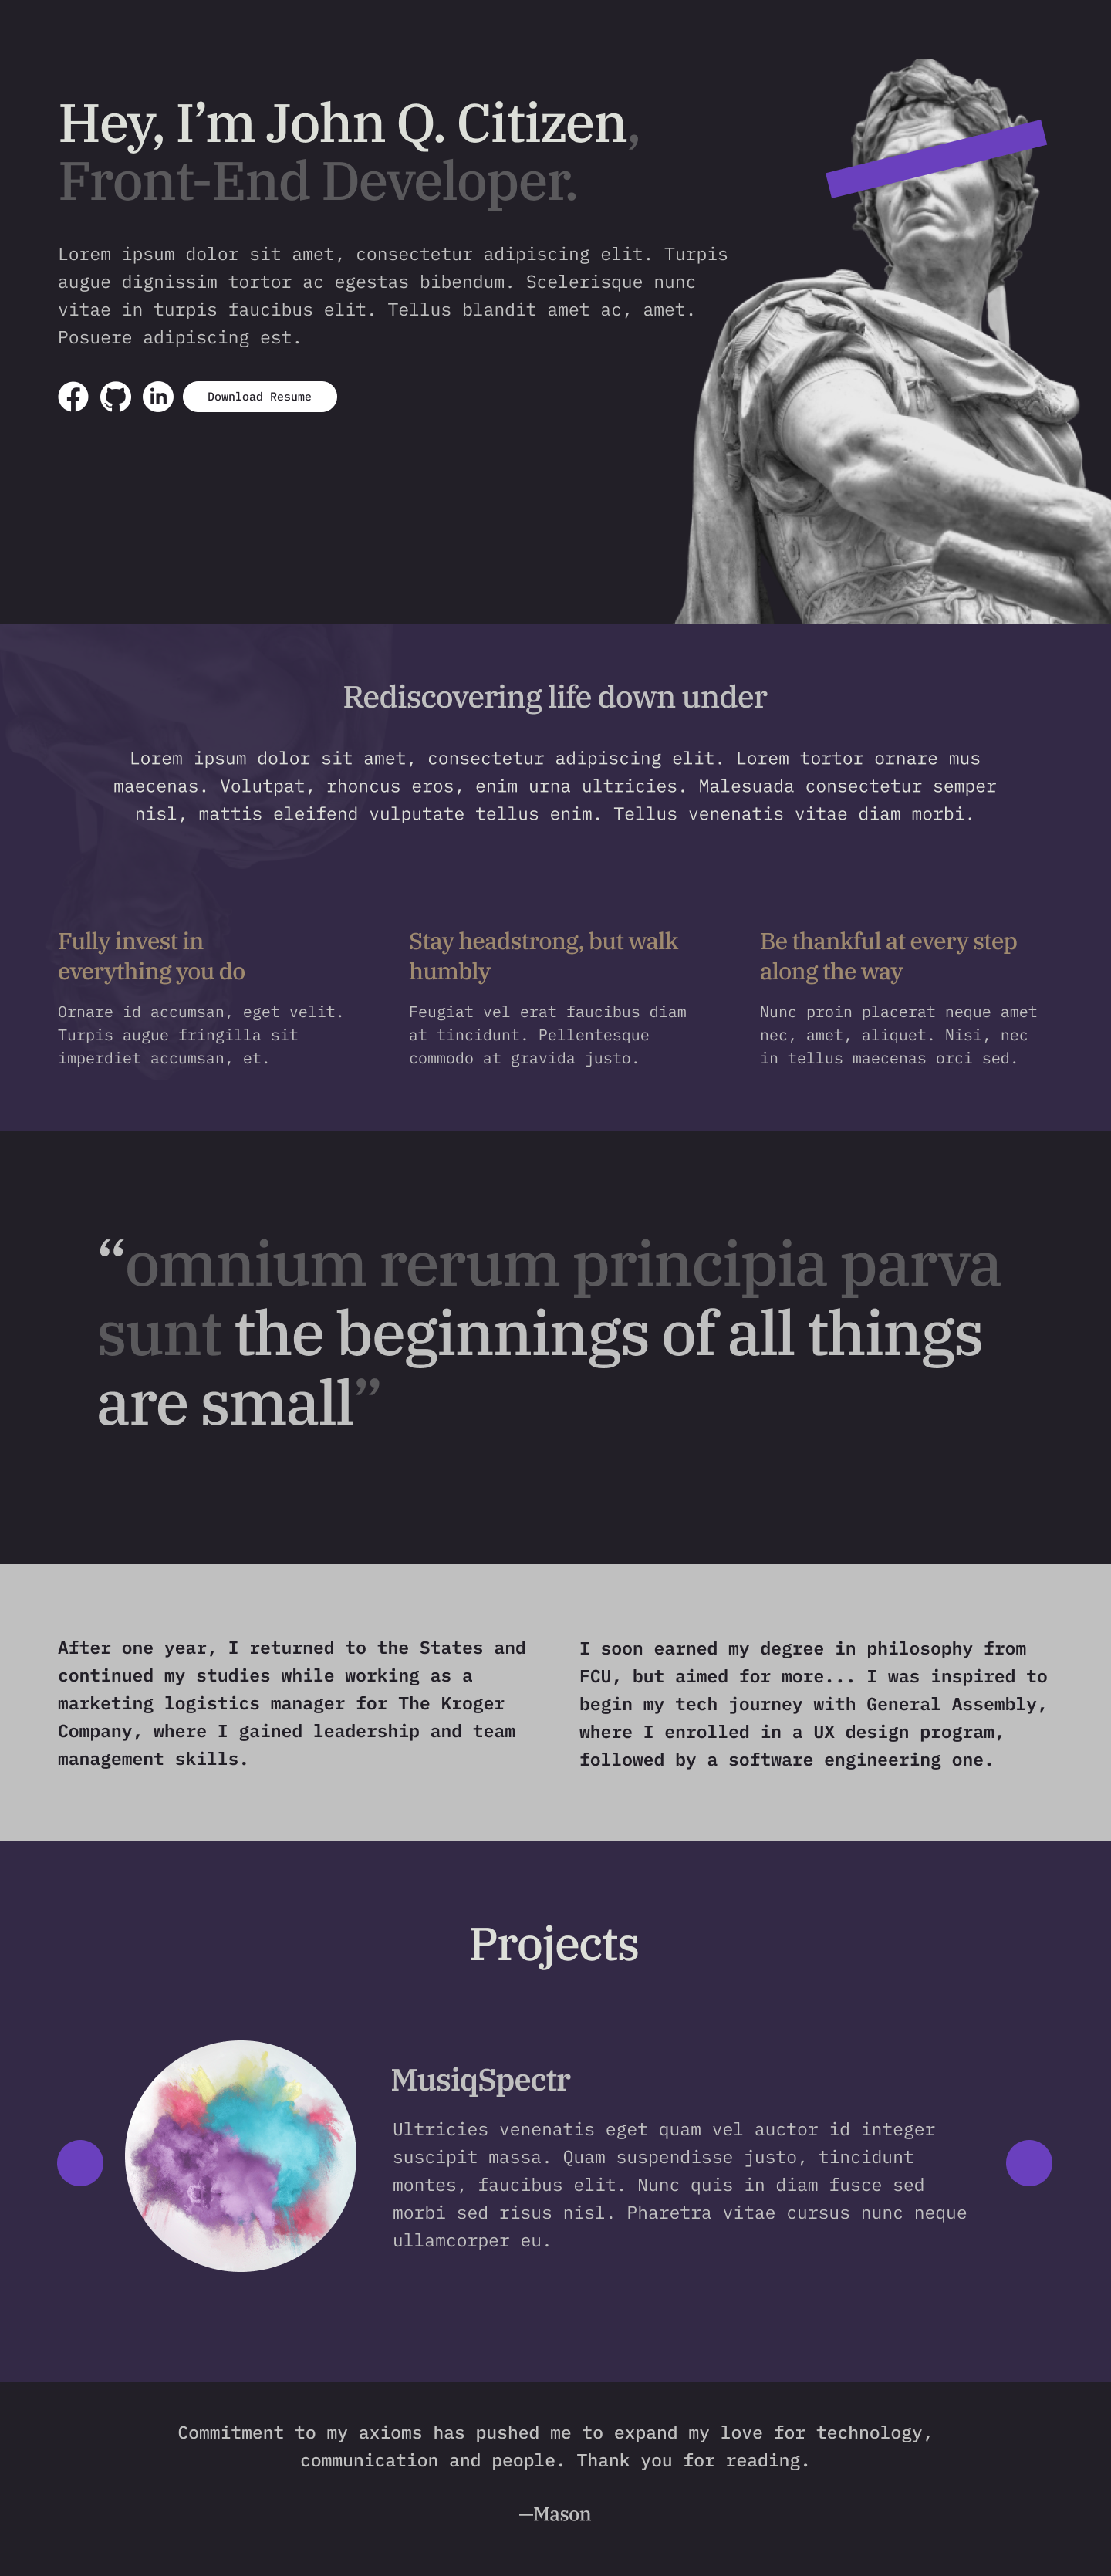 Hey, I’m John Q. Citizen,
Front-End Developer.
Lorem ipsum dolor sit amet, consectetur adipiscing elit. Turpis
augue dignissim tortor ac egestas bibendum. Scelerisque nunc
vitae in turpis faucibus elit. Tellus blandit amet ac, amet.
Posuere adipiscing est.
in
Download Resume
Rediscovering life down under
Lorem ipsum dolor sit amet, consectetur adipiscing elit. Lorem tortor ornare mus
maecenas. Volutpat, rhoncus eros, enim urna ultricies. Malesuada consectetur semper
nisl, mattis eleifend vulputate tellus enim. Tellus venenatis vitae diam morbi.
Fully invest in
everything you do
Ornare id accumsan, eget velit.
Turpis augue fringilla sit
imperdiet accumsan, et.
Stay headstrong, but walk
humbly
Feugiat vel erat faucibus diam
at tincidunt. Pellentesque
commodo at gravida justo.
Be thankful at every step
along the way
Nunc proin placerat neque amet
nec, amet, aliquet. Nisi, nec
in tellus maecenas orci sed.
“omnium rerum principia parva
sunt the beginnings of all things
are small”
After one year, I returned to the States and
continued my studies while working as a
marketing logistics manager for The Kroger
Company, where I gained leadership and team
management skills.
I soon earned my degree in philosophy from
FCU, but aimed for more... I was inspired to
begin my tech journey with General Assembly,
where I enrolled in a UX design program,
followed by a software engineering one.
Projects
MusiqSpectr
Ultricies venenatis eget quam vel auctor id integer
suscipit massa. Quam suspendisse justo, tincidunt
montes, faucibus elit. Nunc quis in diam fusce sed
morbi sed risus nisl. Pharetra vitae cursus nunc neque
ullamcorper eu.
Commitment to my axioms has pushed me to expand my love for technology,
communication and people. Thank you for reading.
—Mason